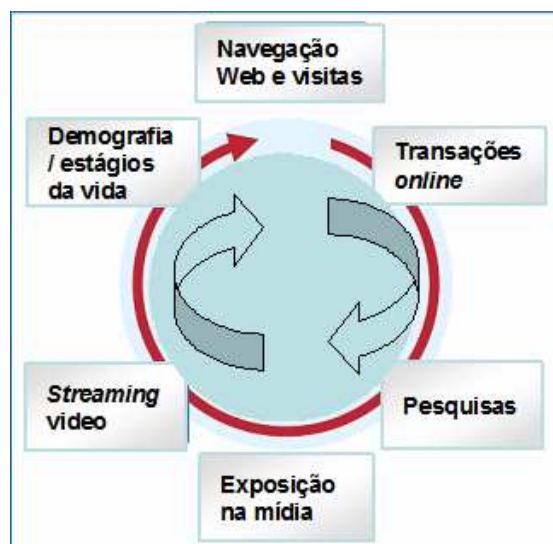 Navegação
Web e visitas
Demografia
/ estágios
da vida
Transações
online
Streaming
video
Pesquisas
Exposição
na mídia